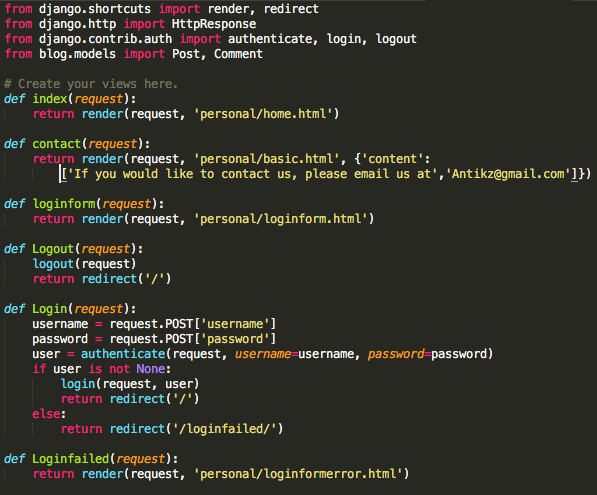 from django.shortcuts import render, redirect
from django.http import HttpResponse
from django.contrib.auth import authenticate, login, logout
from blog.models import Post, Comment

# Create your views here.
def index(request):
    return render(request, 'personal/home.html')

def contact(request):
    return render(request, 'personal/basic.html', {'content':
        ['If you would like to contact us, please email us at','Antikz@gmail.com']})

def loginform(request):
    return render(request, 'personal/loginform.html')

def Logout(request):
    logout(request)
    return redirect('/')

def Login(request):
    username = request.POST['username']
    password = request.POST['password']
    user = authenticate(request, username=username, password=password)
    if user is not None:
        login(request, user)
        return redirect('/')
    else:
        return redirect('/loginfailed/')

def Loginfailed(request):
    return render(request, 'personal/loginformerror.html')